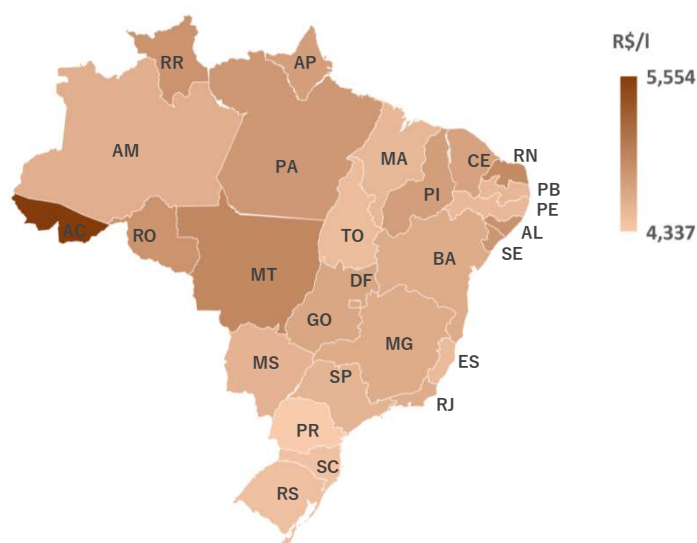 R$/l
5,554
4,337
RR
AP
AM
PA
MA
CE
RN
PB
PE
PI
AL
SE
AC
RO
TO
BA
MT
DF
GO
MG
ES
MS
SP
RJ
PR
SC
RS